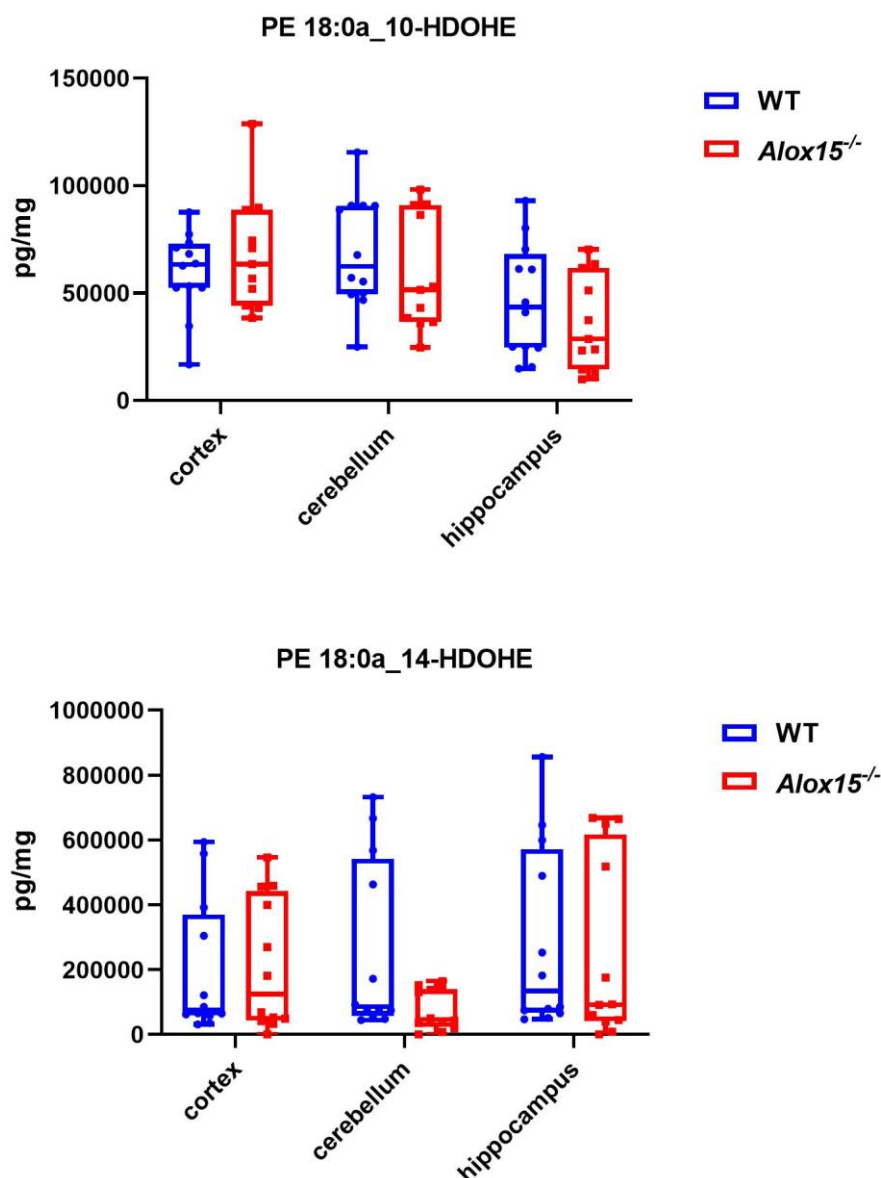 PE 18:0a_10-HDOHE
150000
100000
50000
0
pg/mg
WT
Alox15-/-
cortex
cerebellum
hippocampus
PE 18:0a_14-HDOHE
1000000
800000
600000
400000
200000
0
pg/mg
WT
Alox15-/-
cortex
cerebellum
hippocampus